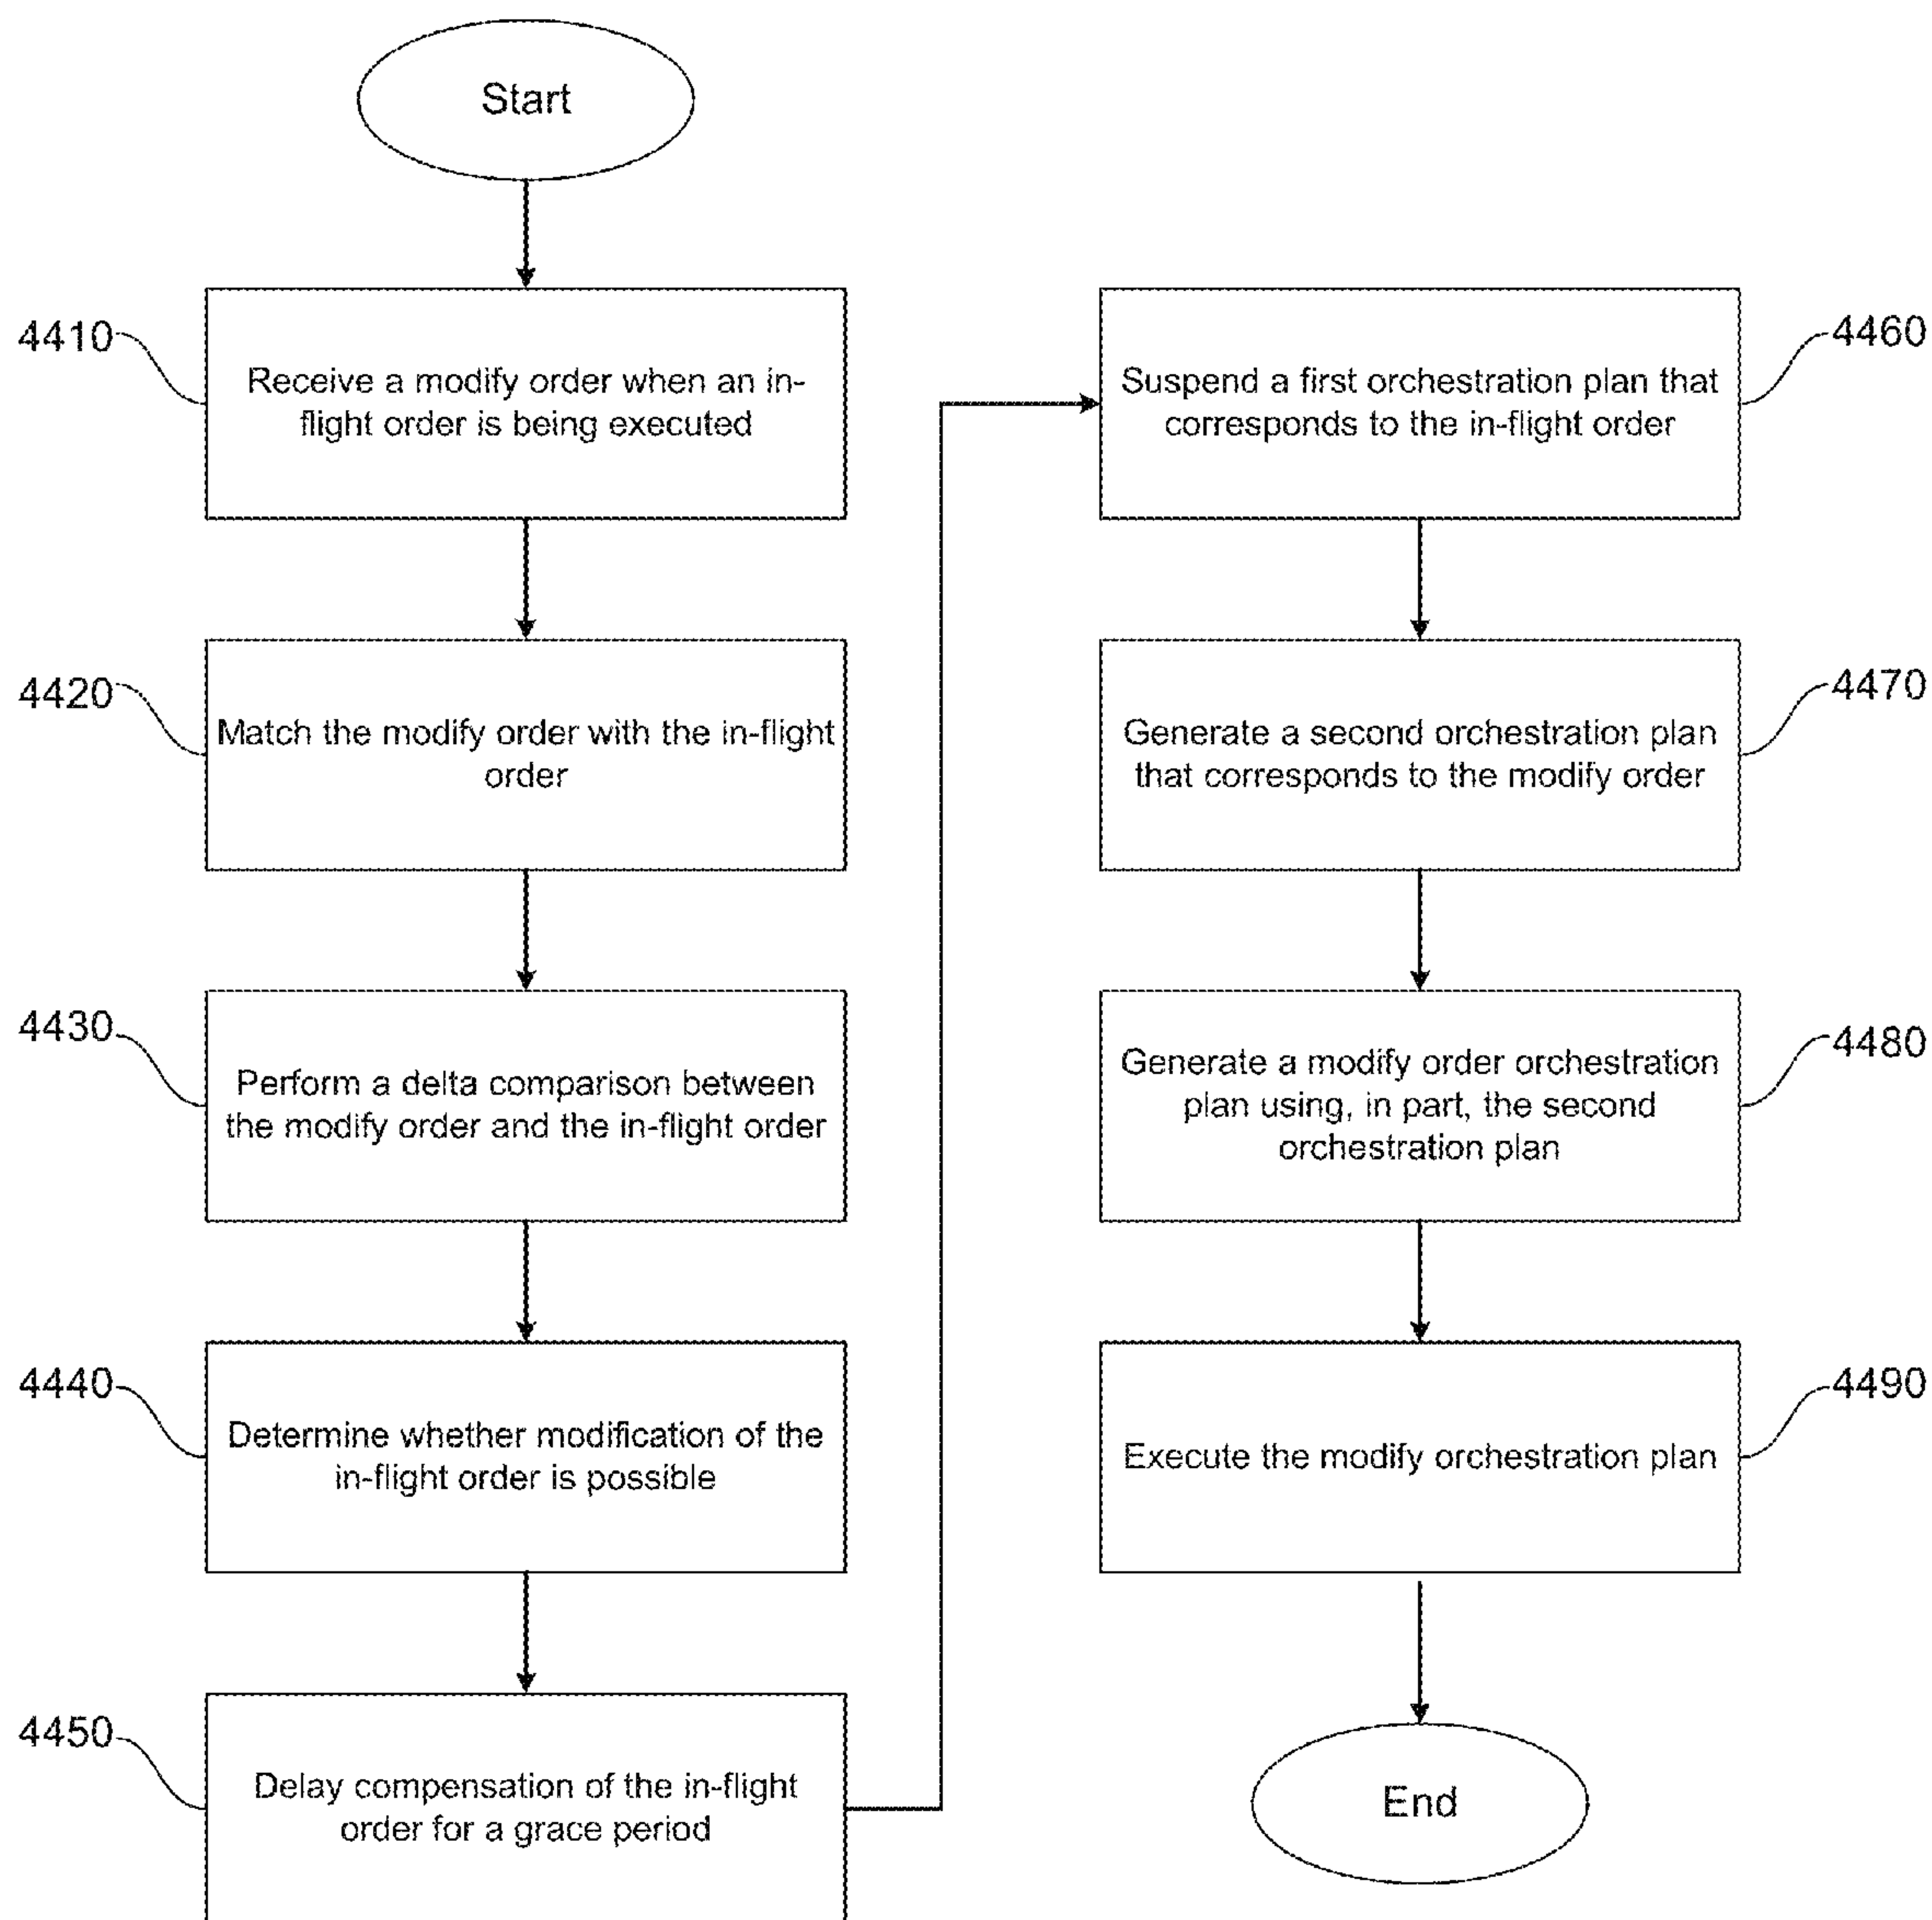 Start
4410
Receive a modify order when an in-
flight order is being executed
4420
Match the modify order with the in-flight
order
4430
Perform a delta comparison between
the modify order and the in-flight order
4440
Determine whether modification of the
in-flight order is possible
4450
Delay compensation of the in-flight
order for a grace period
4460
Suspend a first orchestration plan that
corresponds to the in-flight order
4470
Generate a second orchestration plan
that corresponds to the modify order
4480
Generate a modify order orchestration
plan using, in part, the second
orchestration plan
4490
Execute the modify orchestration plan
End